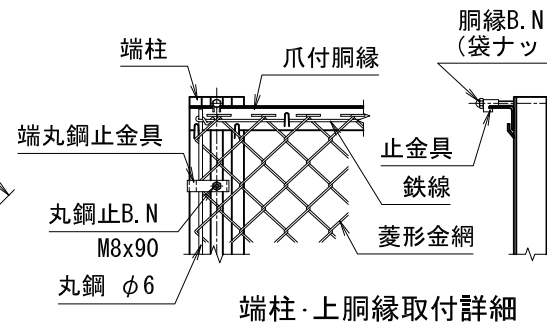 端柱
爪付胴縁
胴縁B.N
(袋ナッ
端丸鋼止金具
止金具
鉄線
丸鋼止B.N
M8x90
菱形金網
丸鋼 φ6
端柱·上胴縁取付詳細